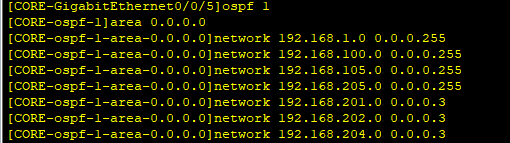 [CORE-GigabitEthernet0/0/5]ospf 1
[CORE-ospf-1]area 0.0.0.0
[CORE-ospf-1-area-0.0.0.0]network 192.168.1.0 0.0.0.255
[CORE-ospf-1-area-0.0.0.0]network 192.168.100.0 0.0.0.255
[CORE-ospf-1-area-0.0.0.0]network 192.168.105.0 0.0.0.255
[CORE-ospf-1-area-0.0.0.0]network 192.168.205.0 0.0.0.255
[CORE-ospf-1-area-0.0.0.0]network 192.168.201.0 0.0.0.3
[CORE-ospf-1-area-0.0.0.0]network 192.168.202.0 0.0.0.3
[CORE-ospf-1-area-0.0.0.0]network 192.168.204.0 0.0.0.3